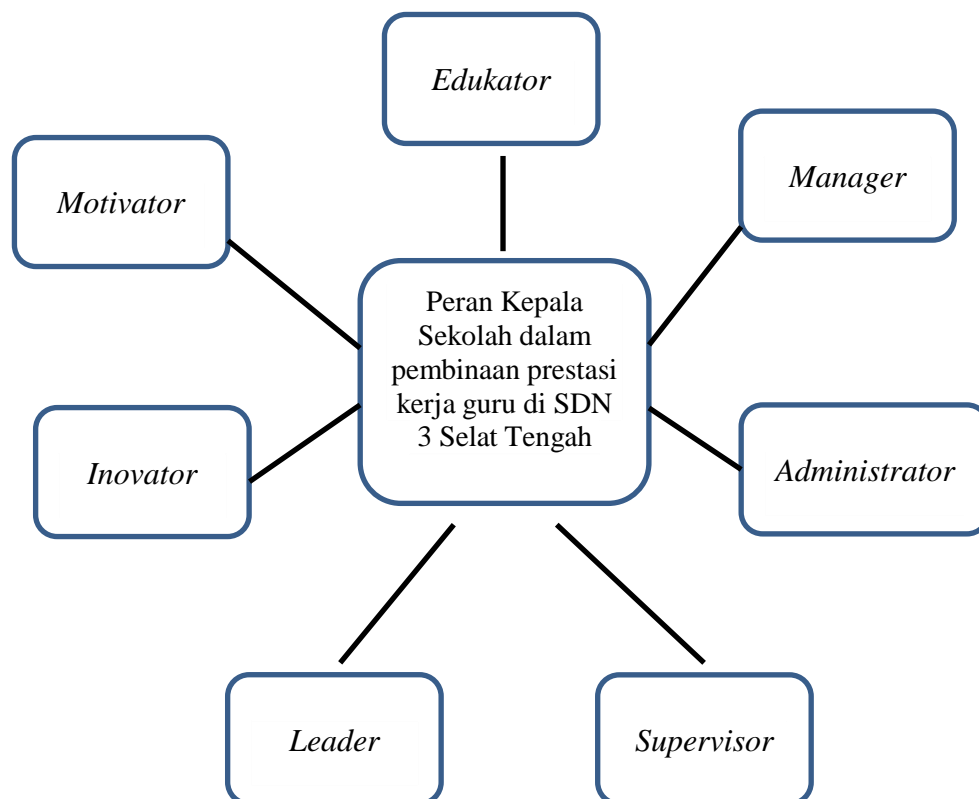 Edukator
Motivator
Manager
Peran Kepala
Sekolah dalam
pembinaan prestasi
kerja guru di SDN
3 Selat Tengah
Inovator
Administrator
Leader
Supervisor